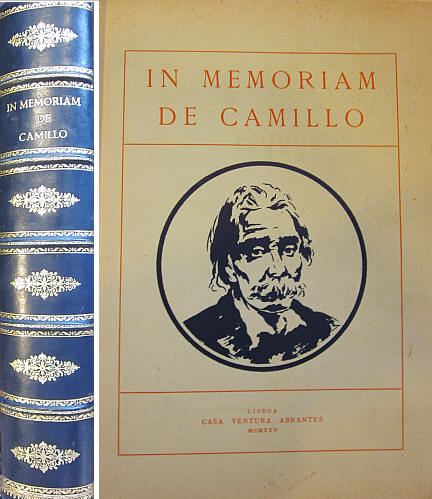 IN MEMORIAM
DE
CAMILLO
IN MEMORIAM
DE CAMILLO
LISBOA
CASA VENTURA ABRANTES
MCMXXV